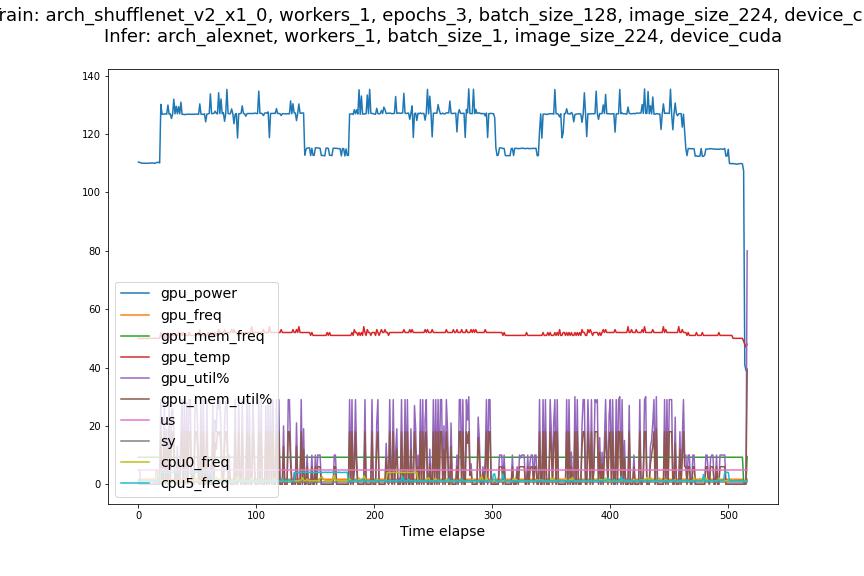 rain: arch_shufflenet_v2_x1_0, workers_1, epochs_3, batch_size_128, image_size_224, device_c
Infer: arch_alexnet, workers_1, batch_size_1, image_size_224, device_cuda
140
120
100
80
60
40
20
0
gpu_power
gpu_freq
gpu_mem_freq
gpu_temp
gpu_util%
gpu_mem_util%
us
sy
cpu0_freq
cpu5_freq
0 100 200 300 400 500
Time elapse